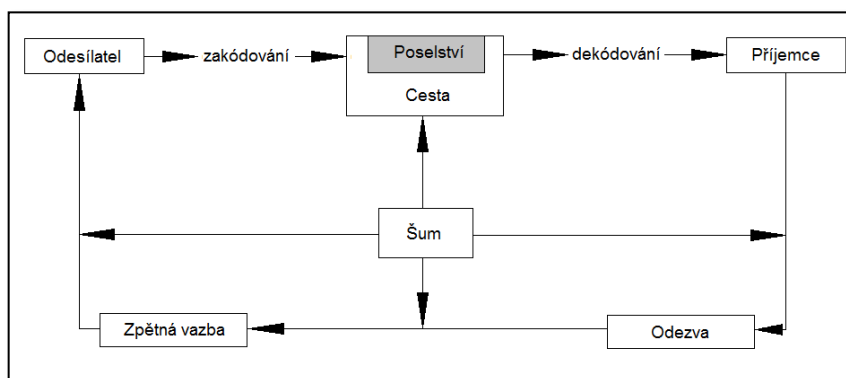 Odesílatel
zakódování
Poselství
Cesta
dekódování
Příjemce
Šum
Zpětná vazba
Odezva